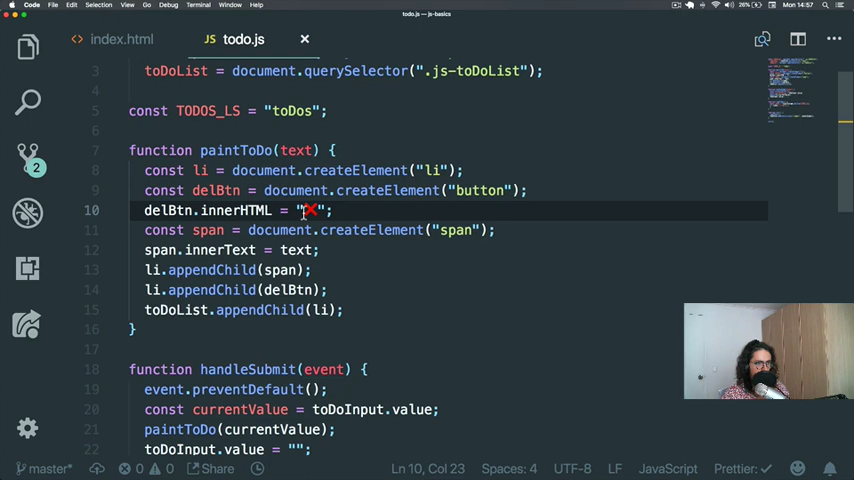 Code File Edit Selection View Go Debug Terminal Window Help 26% Mon 14:57
todo.js — js-basics
<> index.html JS todo.js ×
3 toDoList = document.querySelector(".js-toDoList");
4
5 const TODOS_LS = "toDos";
6
7 function paintToDo(text) {
8 const li = document.createElement("li");
9 const delBtn = document.createElement("button");
10 delBtn.innerHTML = "❌";
11 const span = document.createElement("span");
12 span.innerText = text;
13 li.appendChild(span);
14 li.appendChild(delBtn);
15 toDoList.appendChild(li);
16 }
17
18 function handleSubmit(event) {
19 event.preventDefault();
20 const currentValue = toDoInput.value;
21 paintToDo(currentValue);
22 toDoInput.value = "";
2
master* 0 0 Share Ln 10, Col 23 Spaces: 4 UTF-8 LF JavaScript Prettier: ✓